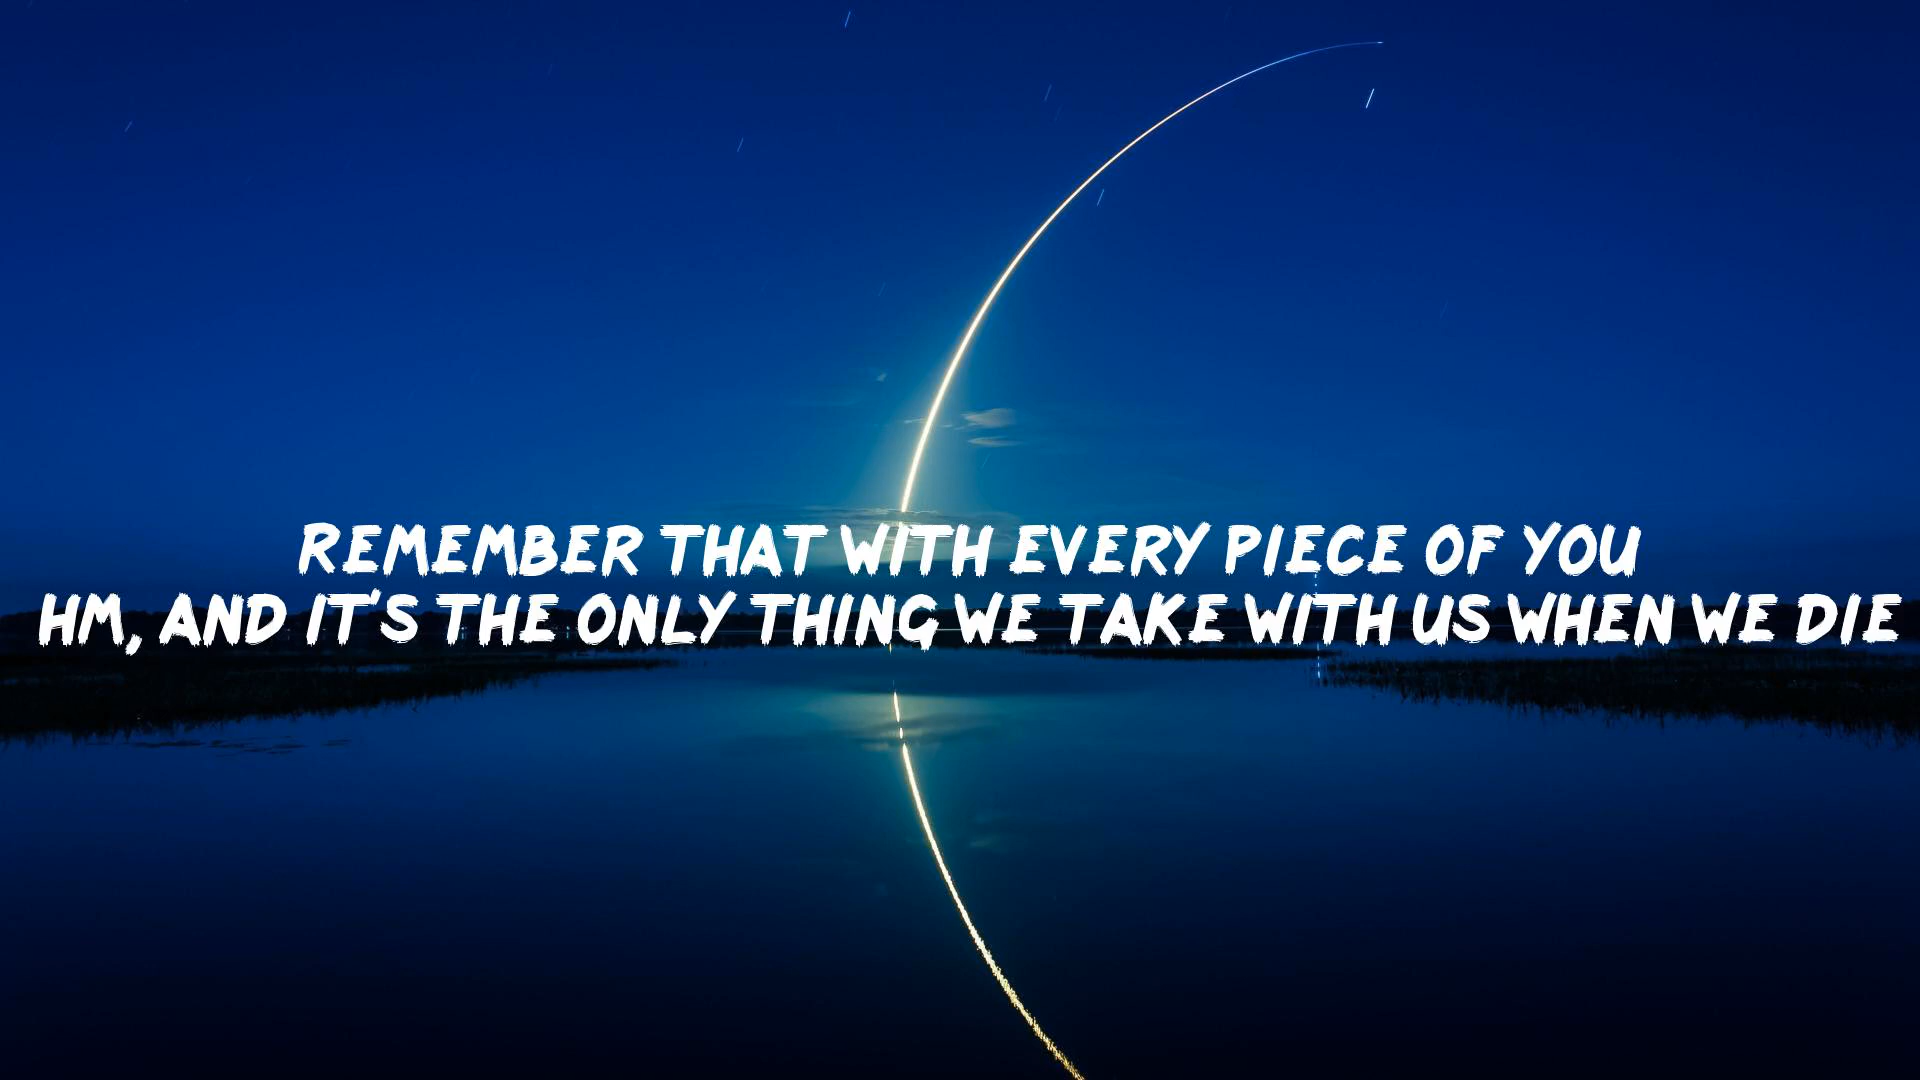 REMEMBER THAT WITH EVERY PIECE OF YOU
HM, AND IT'S THE ONLY THING WE TAKE WITH US WHEN WE DIE